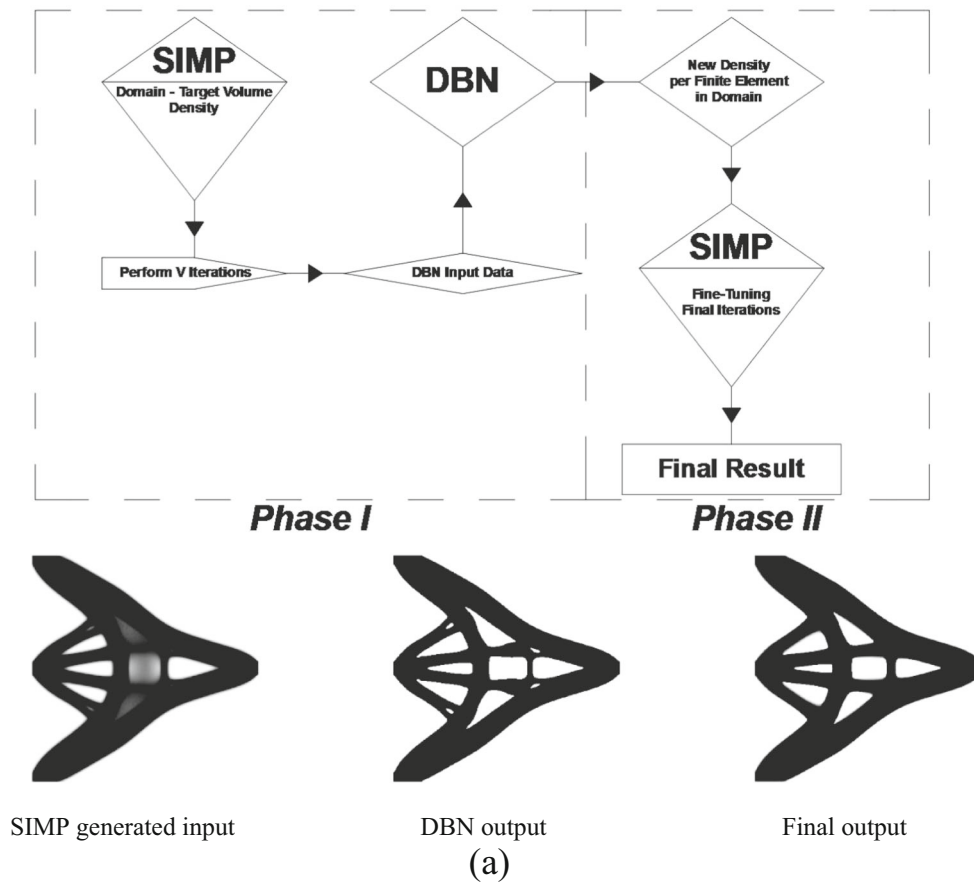 SIMP
Domain - Target Volume
Density
DBN
New Density
per Finite Element
in Domain
Perform V Iterations
DBN Input Data
SIMP
Fine-Tuning
Final Iterations
Final Result
Phase I
Phase II
SIMP generated input
DBN output
Final output
(a)